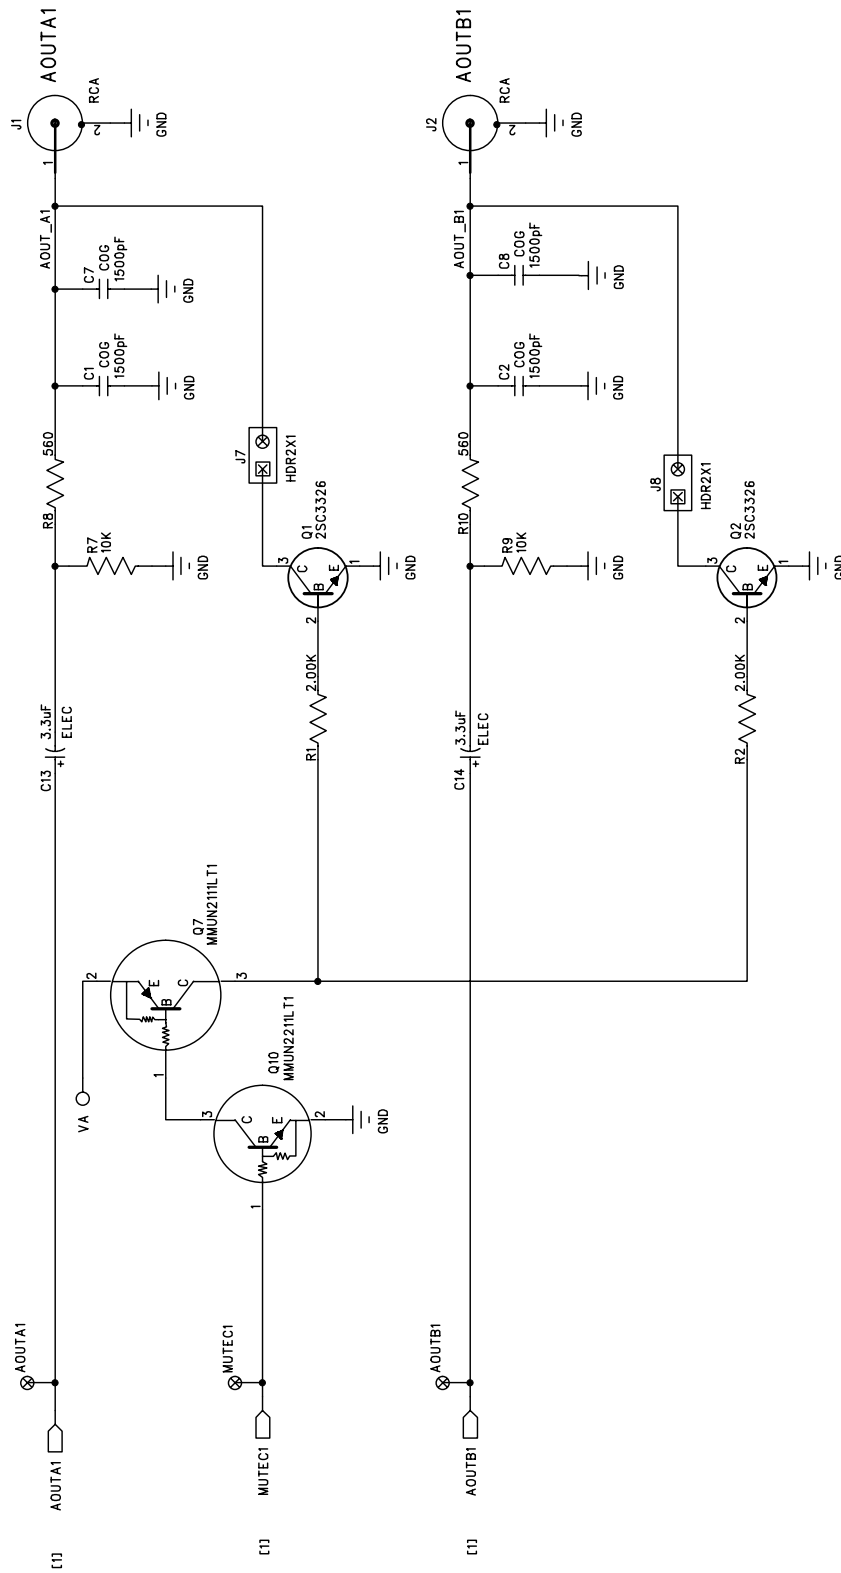 [1]
AOUTA1
AOUTA1
C13
3.3uF
+
ELEC
R7
10K
GND
R8
560
C1
COG
1500pF
GND
C7
COG
1500pF
GND
AOUT_A1
1
J1
2
RCA
GND
AOUTA1
[1]
MUTEC1
MUTEC1
1
B
C
E
3
2
Q10
MMUN2211LT1
GND
VA
1
2
E
B
C
3
Q7
MMUN2111LT1
R1
2.00K
2
B
C
E
3
1
Q1
2SC3326
GND
J7
HDR2X1
[1]
AOUTB1
AOUTB1
C14
3.3uF
+
ELEC
R9
10K
GND
R10
560
C2
COG
1500pF
GND
C8
COG
1500pF
GND
AOUT_B1
1
J2
2
RCA
GND
AOUTB1
R2
2.00K
2
B
C
E
3
1
Q2
2SC3326
GND
J8
HDR2X1